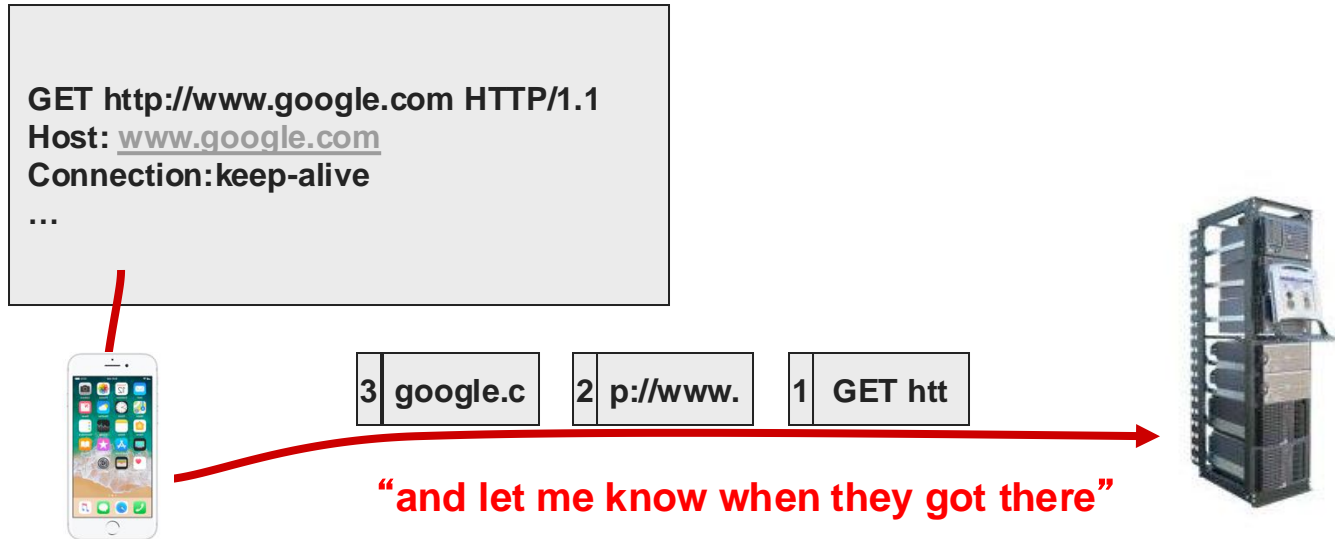 GET http://www.google.com HTTP/1.1
Host: www.google.com
Connection:keep-alive
…
3 google.c 2 p://www. 1 GET htt
“and let me know when they got there”